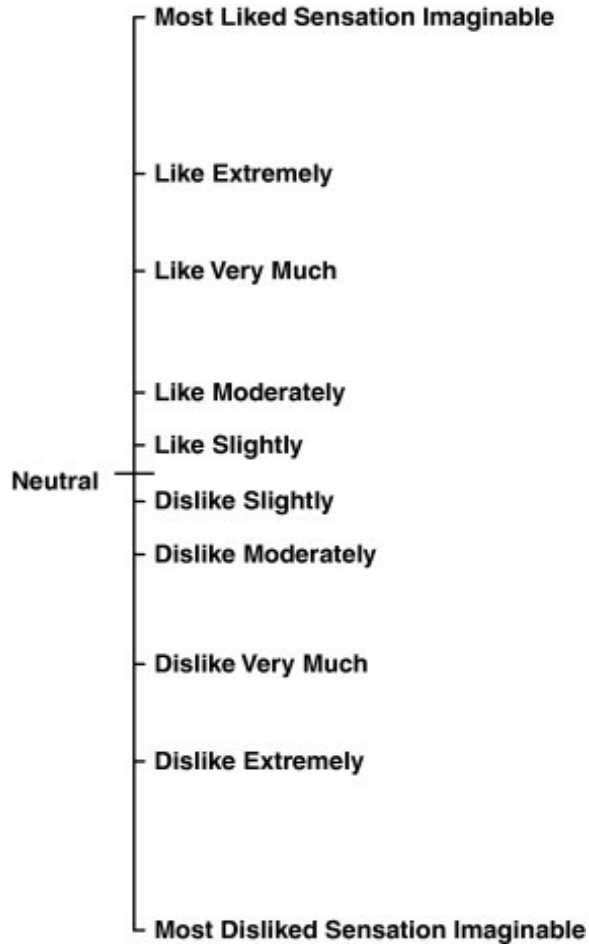 Most Liked Sensation Imaginable
Like Extremely
Like Very Much
Like Moderately
Like Slightly
Neutral
Dislike Slightly
Dislike Moderately
Dislike Very Much
Dislike Extremely
Most Disliked Sensation Imaginable